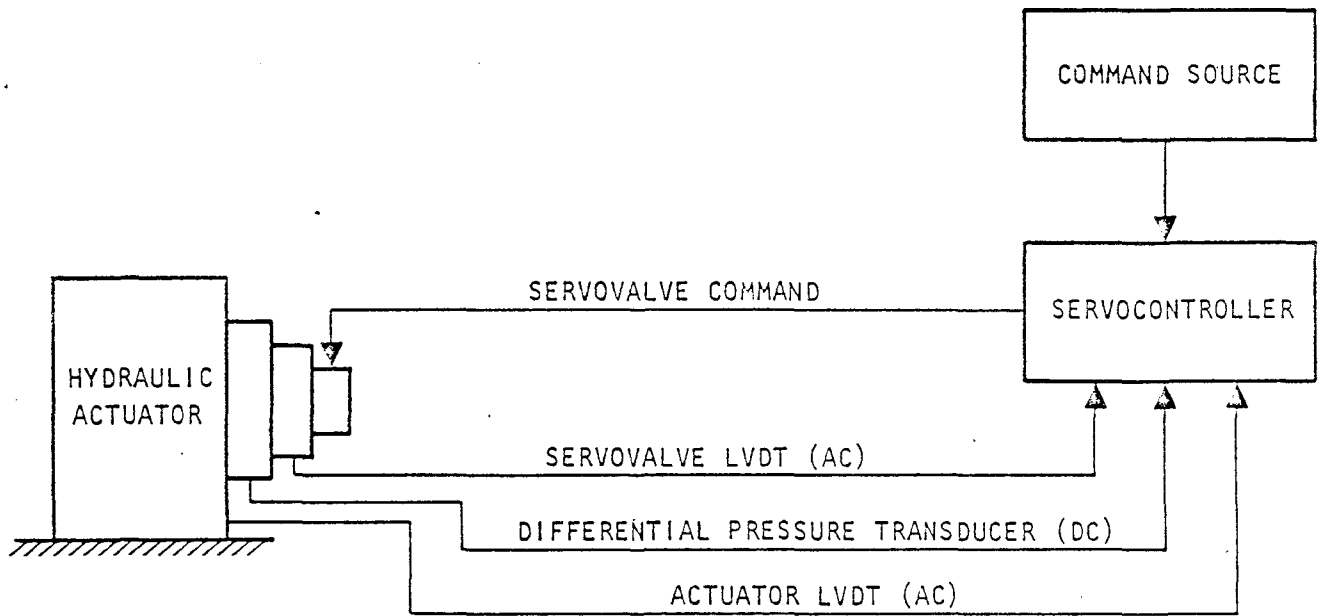 COMMAND SOURCE
SERVOVALVE COMMAND
SERVOCONTROLLER
HYDRAULIC
ACTUATOR
SERVOVALVE LVDT (AC)
DIFFERENTIAL PRESSURE TRANSDUCER (DC)
ACTUATOR LVDT (AC)